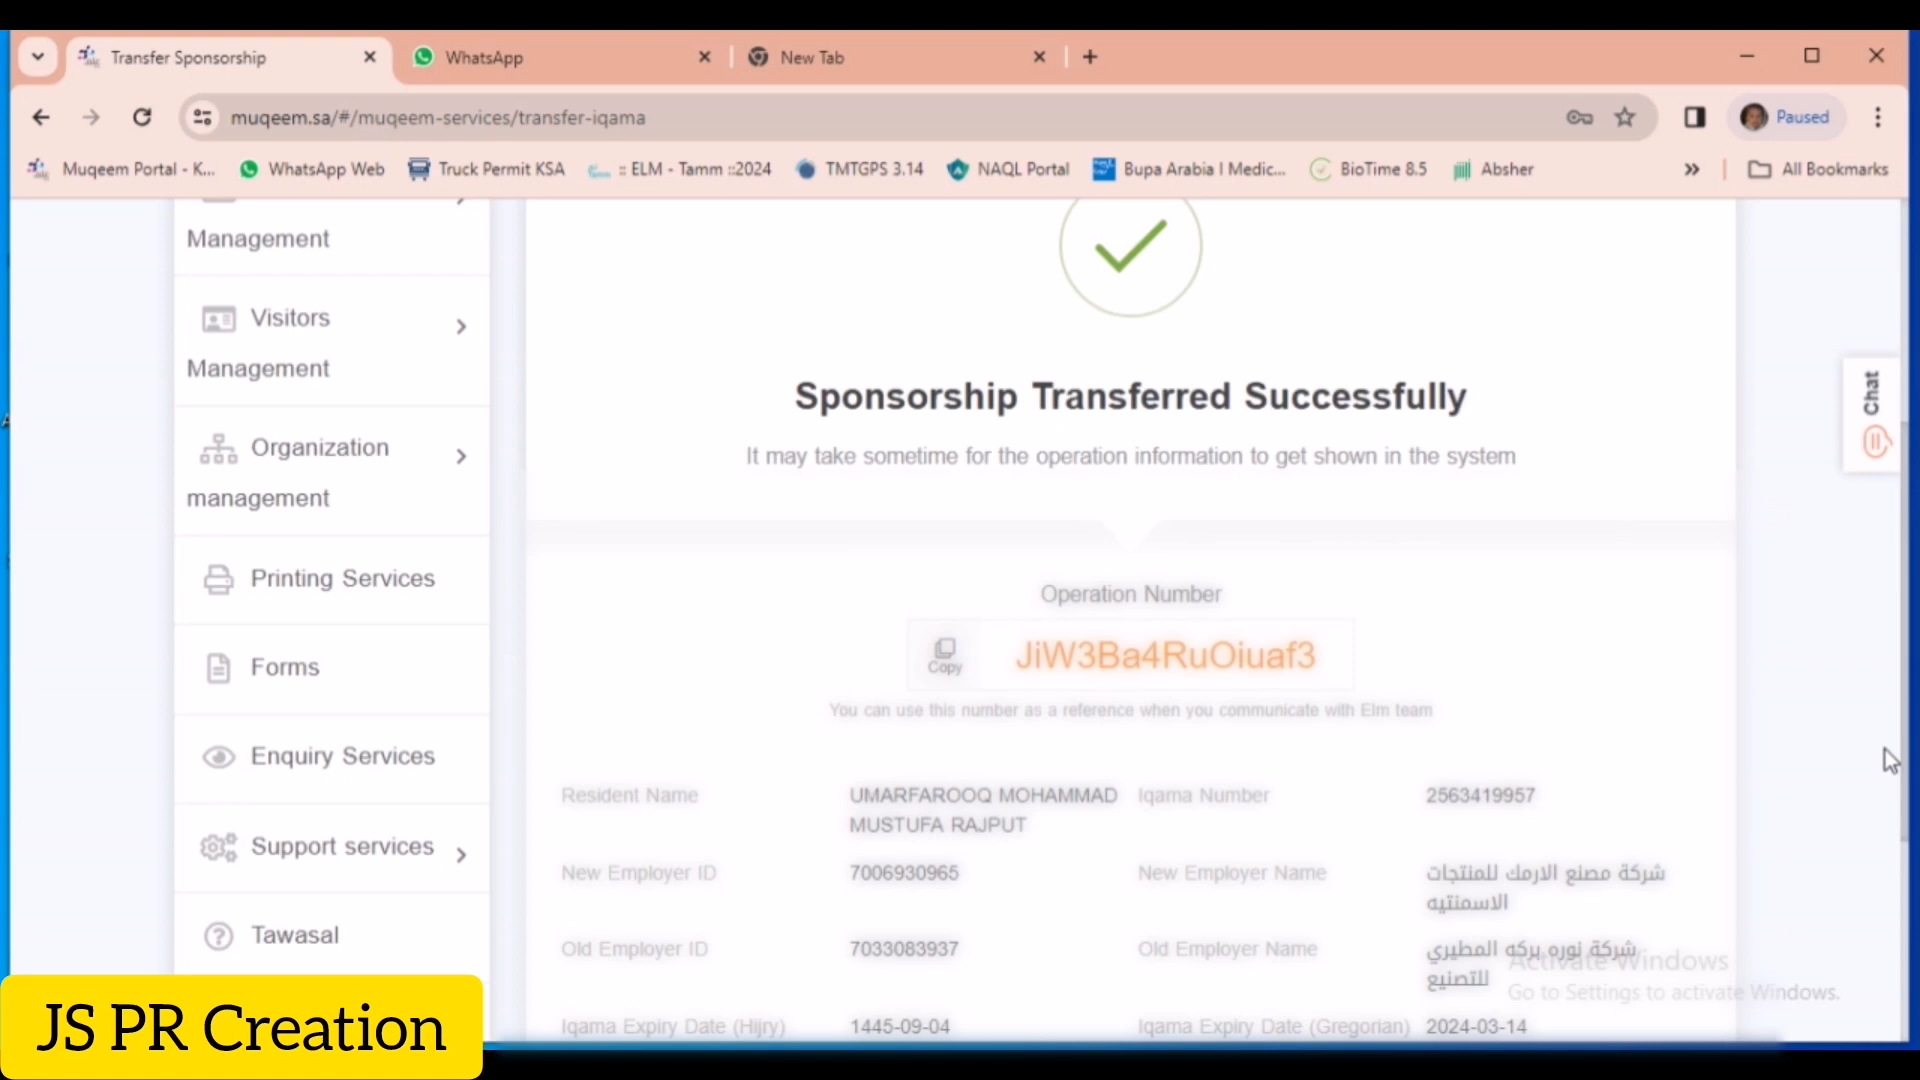 Transfer Sponsorship
WhatsApp
New Tab
muqeem.sa/#/muqeem-services/transfer-iqama
Paused
Muqeem Portal - K...
WhatsApp Web
Truck Permit KSA
:: ELM - Tamm ::2024
TMTGPS 3.14
NAQL Portal
Bupa Arabia I Medic...
BioTime 8.5
Absher
All Bookmarks
Management
Visitors
Management
Organization
management
Printing Services
Forms
Enquiry Services
Support services
Tawasal
Sponsorship Transferred Successfully
It may take sometime for the operation information to get shown in the system
Operation Number
Copy
JiW3Ba4RuOiuaf3
You can use this number as a reference when you communicate with Elm team
Resident Name
UMARFAROOQ MOHAMMAD
MUSTUFA RAJPUT
Iqama Number
2563419957
New Employer ID
7006930965
New Employer Name
شركة مصنع الارمك للمنتجات
الاسمنتيه
Old Employer ID
7033083937
Old Employer Name
شركة نوره بركه المطيري
للتصنيع
Iqama Expiry Date (Hijry)
1445-09-04
Iqama Expiry Date (Gregorian)
2024-03-14
Chat
Activate Windows
Go to Settings to activate Windows.
JS PR Creation